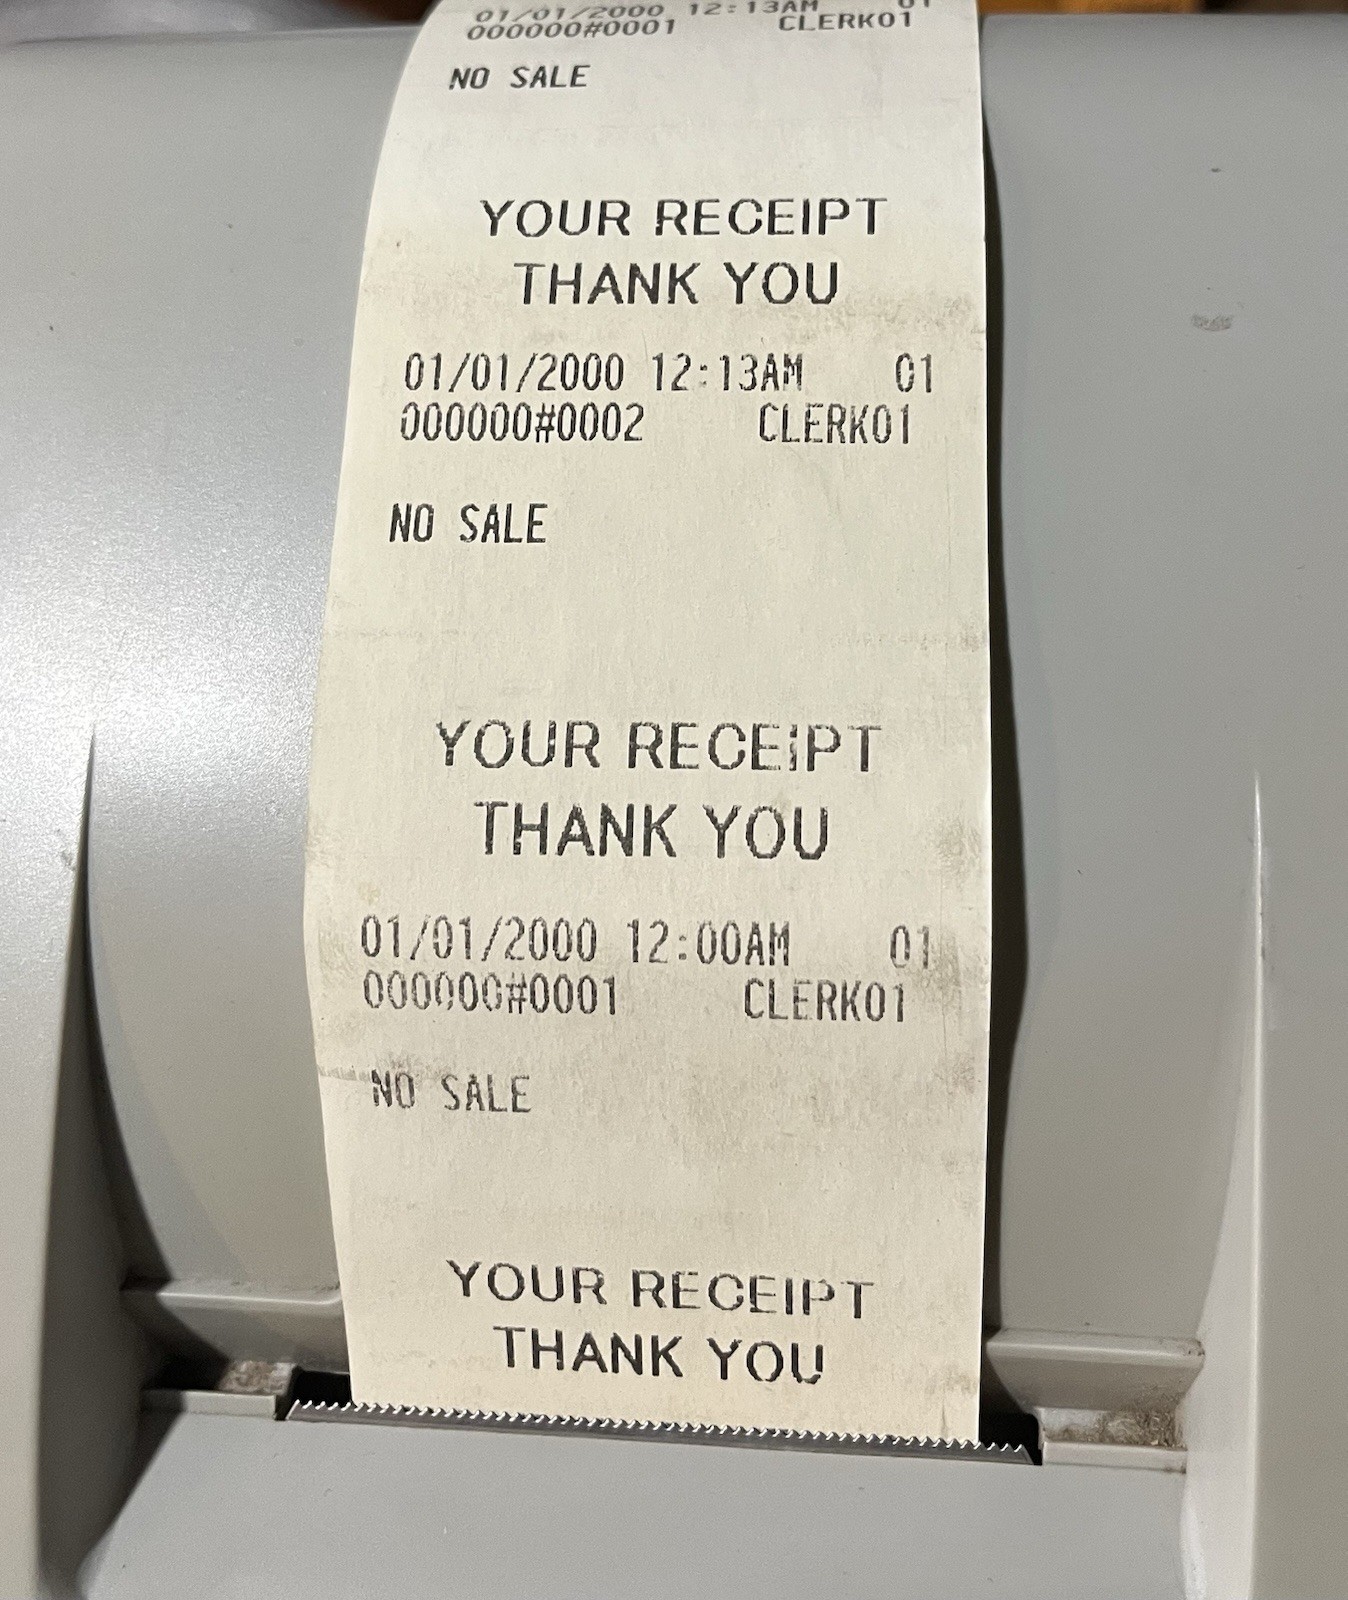 01/01/2000 12:13AM 01
000000#0001 CLERK01
NO SALE
YOUR RECEIPT
THANK YOU
01/01/2000 12:13AM 01
000000#0002 CLERK01
NO SALE
YOUR RECEIPT
THANK YOU
01/01/2000 12:00AM 01
000000#0001 CLERK01
NO SALE
YOUR RECEIPT
THANK YOU